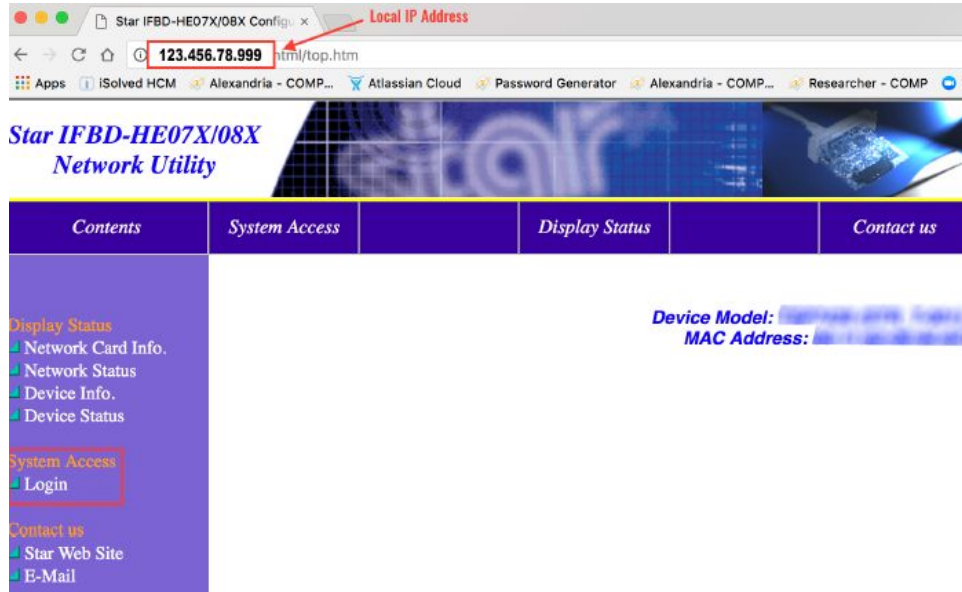 Star IFBD-HE07X/08X Config
Local IP Address
123.456.78.999 html/top.htm
Apps iSolved HCM Alexandria - COMP... Atlassian Cloud Password Generator Alexandria - COMP... Researcher - COMP
Star IFBD-HE07X/08X
Network Utility
star
Contents System Access Display Status Contact us
Device Model:
MAC Address:
Display Status
Network Card Info.
Network Status
Device Info.
Device Status
System Access
Login
Contact us
Star Web Site
E-Mail